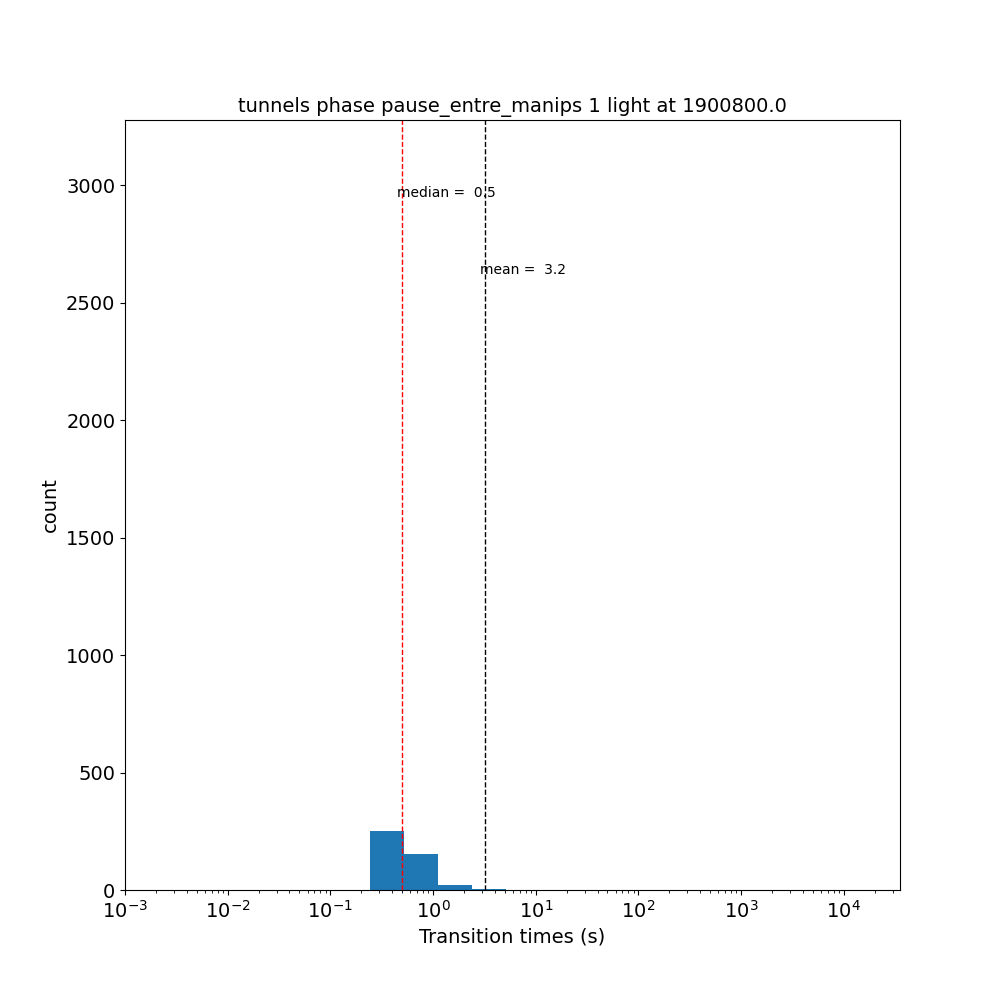 tunnels phase pause_entre_manips 1 light at 1900800.0
3000
median =  0.5
mean =  3.2
2500
2000
count
1500
1000
500
0
10⁻³ 10⁻² 10⁻¹ 10⁰ 10¹ 10² 10³ 10⁴
Transition times (s)